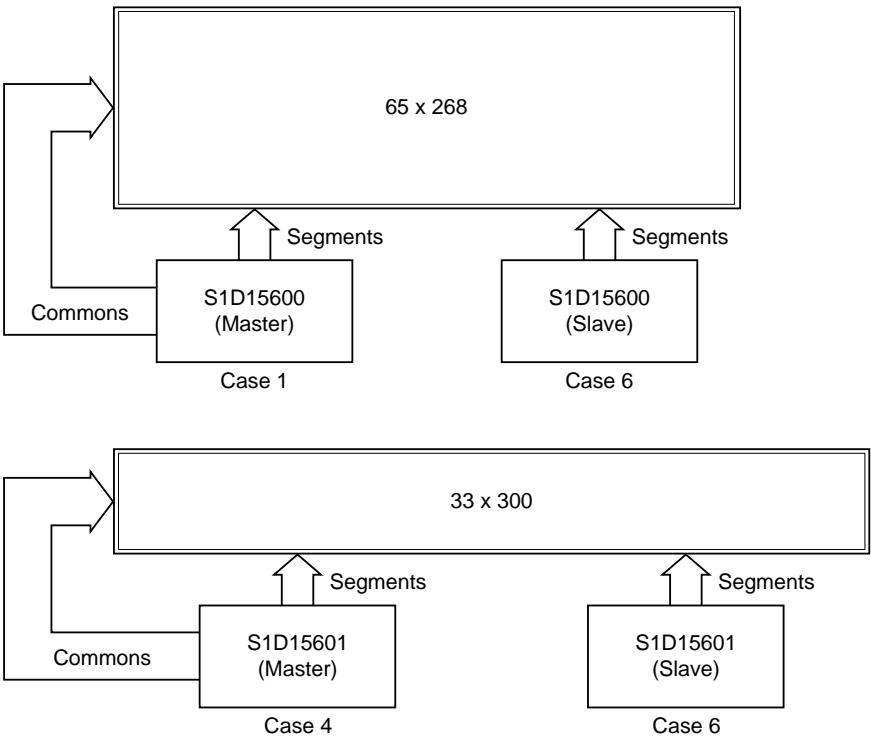 65 x 268
Segments
Segments
Commons
S1D15600
(Master)
S1D15600
(Slave)
Case 1
Case 6
33 x 300
Segments
Segments
Commons
S1D15601
(Master)
S1D15601
(Slave)
Case 4
Case 6